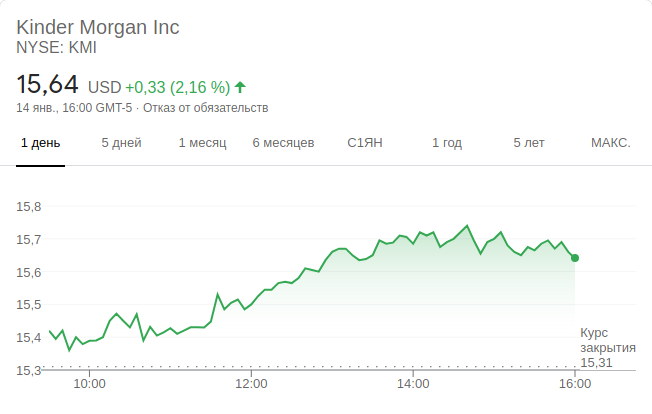 Kinder Morgan Inc
NYSE: KMI
15,64 USD +0,33 (2,16 %)
14 янв., 16:00 GMT-5 · Отказ от обязательств
1 день 5 дней 1 месяц 6 месяцев С1ЯН 1 год 5 лет МАКС.
15,8
15,7
15,6
15,5
15,4
15,3
Курс
закрытия
15,31
10:00 12:00 14:00 16:00